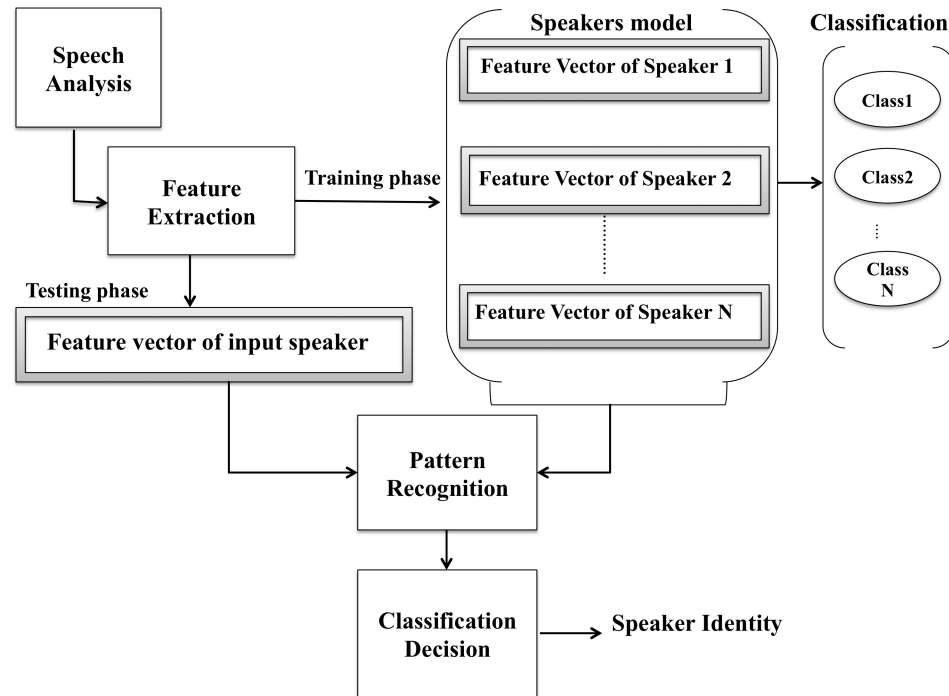 Speech
Analysis
Feature
Extraction
Training phase
Speakers model
Feature Vector of Speaker 1
Feature Vector of Speaker 2
Feature Vector of Speaker N
Classification
Class1
Class2
Class
N
Testing phase
Feature vector of input speaker
Pattern
Recognition
Classification
Decision
Speaker Identity